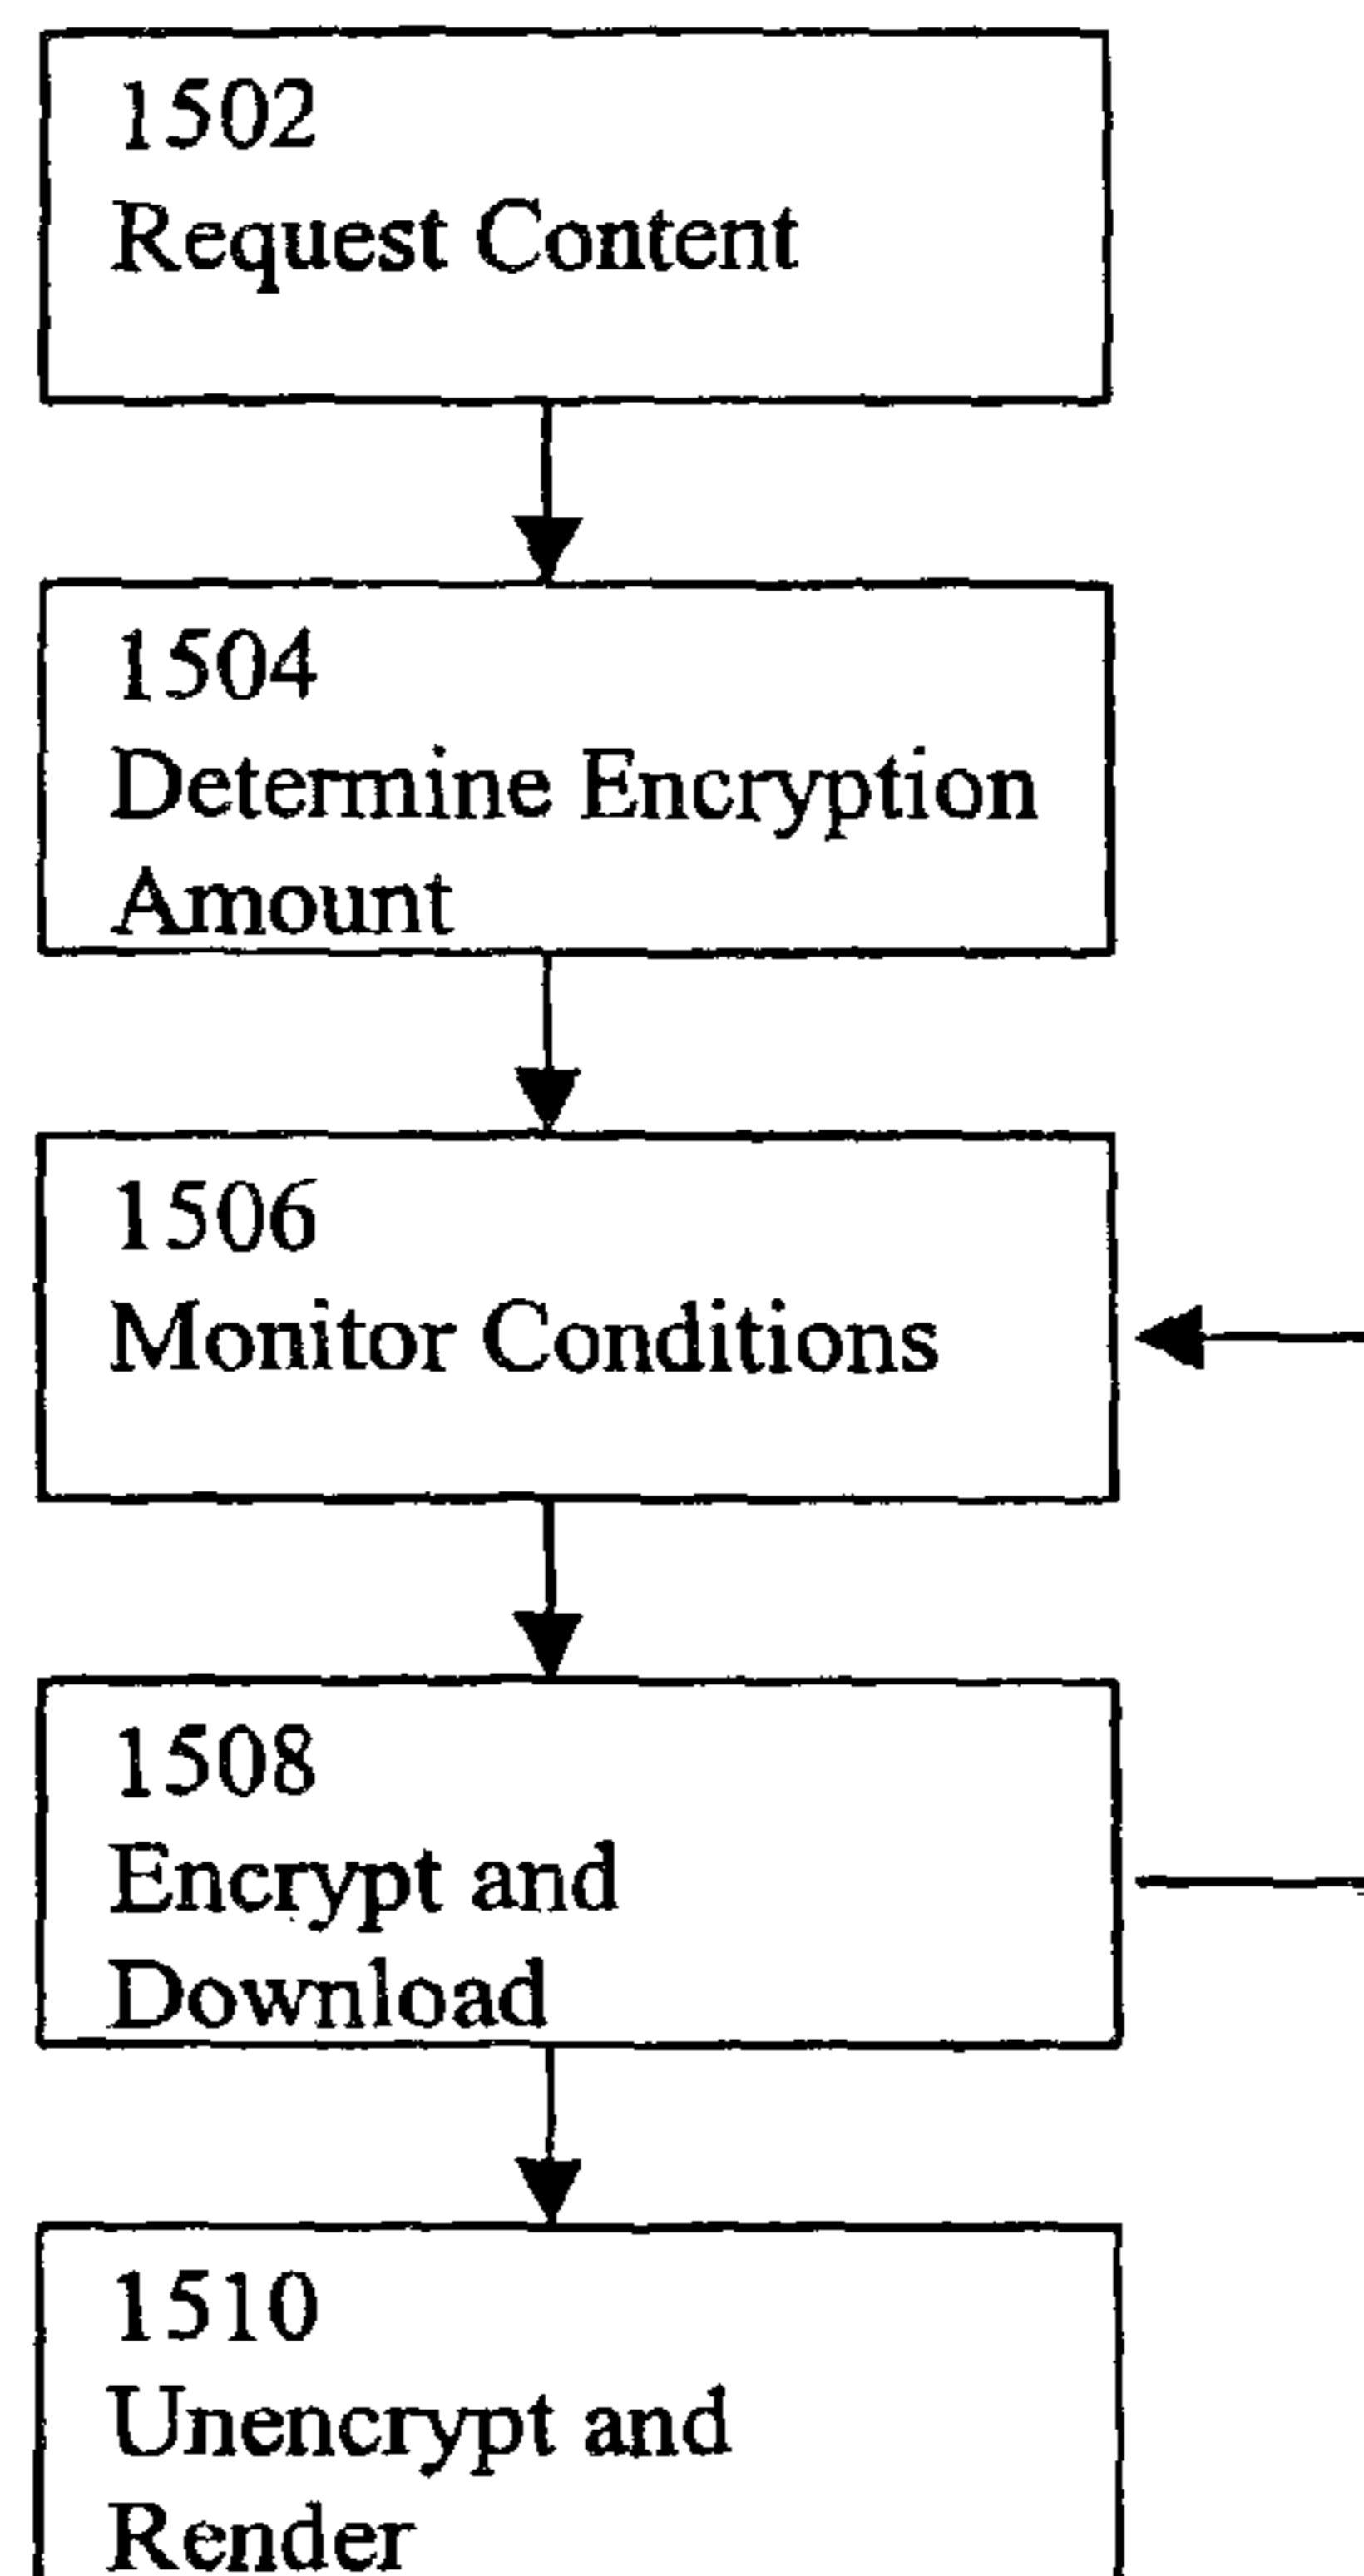 1502
Request Content
1504
Determine Encryption
Amount
1506
Monitor Conditions
1508
Encrypt and
Download
1510
Unencrypt and
Render